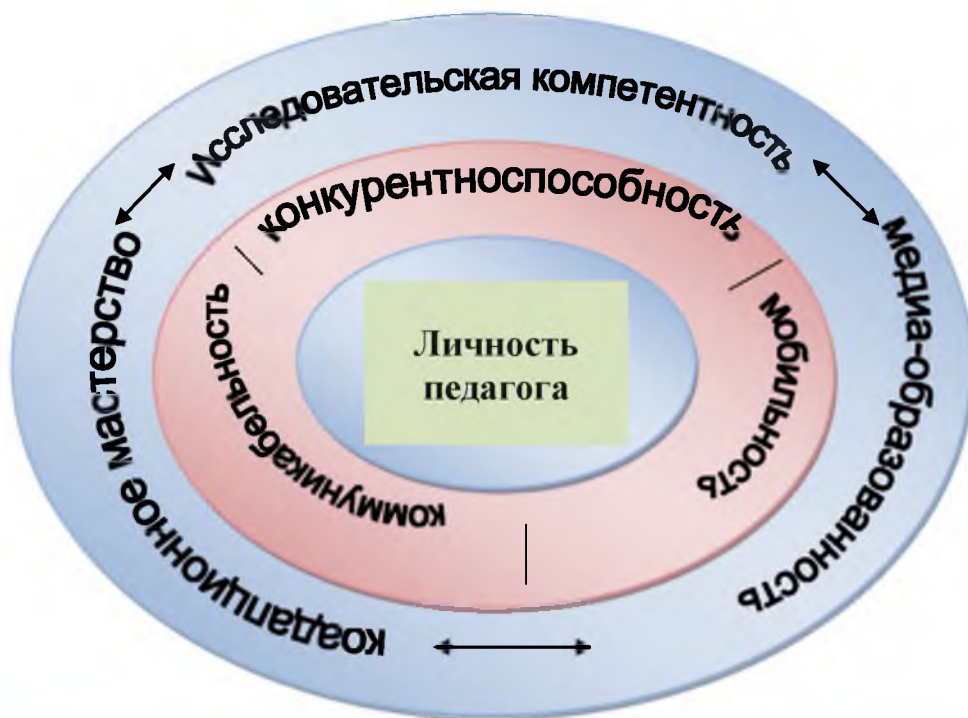 Исследовательская компетентность
конкурентноспособность
коадапционное мастерство
медиа-образованность
коммуникабельность
мобильность
Личность
педагога